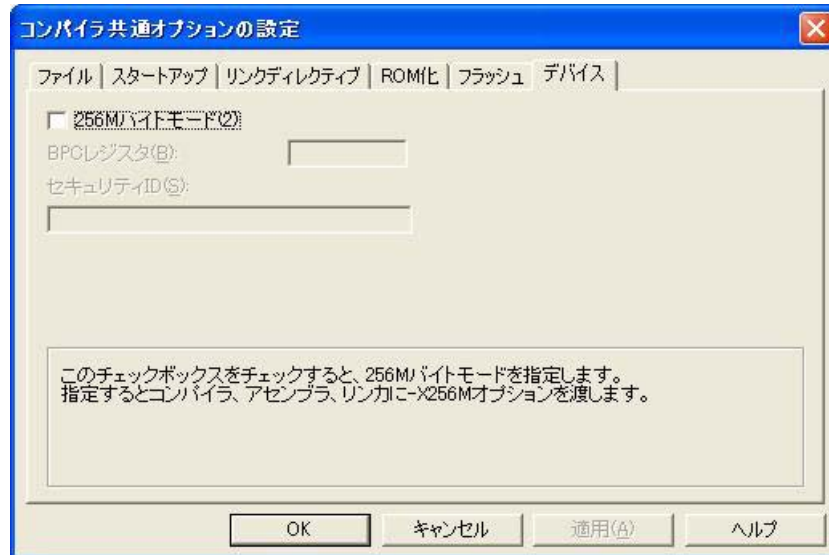 コンパイラ共通オプションの設定
ファイル スタートアップ リンクディレクティブ ROM化 フラッシュ デバイス
256Mバイトモード(2)
BPCレジスタ(B):
セキュリティID(S):
このチェックボックスをチェックすると、256Mバイトモードを指定します。
指定するとコンパイラ、アセンブラ、リンカに-X256Mオプションを渡します。
OK キャンセル 適用(A) ヘルプ